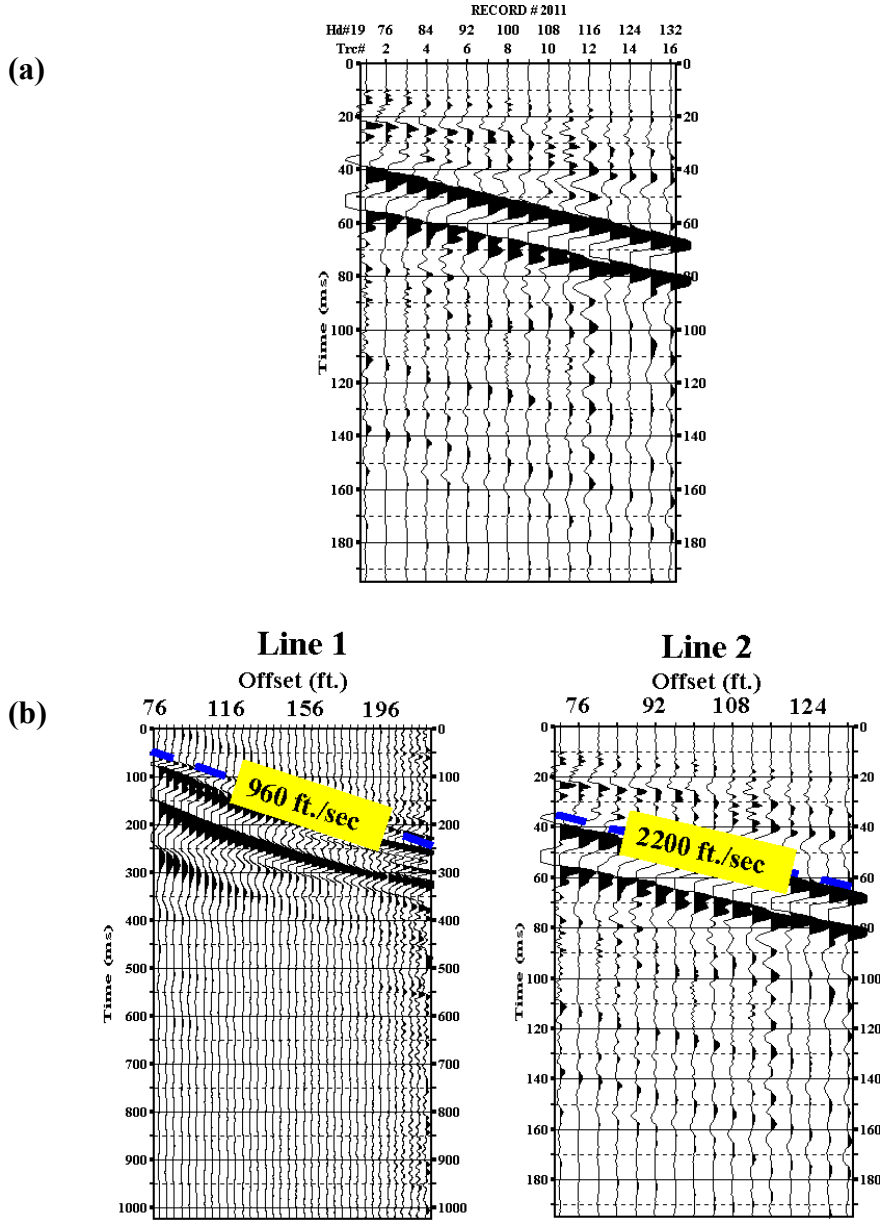 RECORD # 2011
Hd#19 76 84 92 100 108 116 124 132
Trc# 2 4 6 8 10 12 14 16
(a)
0 0
20 20
40 40
60 60
80 80
100 100
120 120
140 140
160 160
180 180
Time (ms)
Line 1
Offset (ft.)
(b)
76 116 156 196
0 0
100 100
200 200
300 300
400 400
500 500
600 600
700 700
800 800
900 900
1000 1000
Time (ms)
960 ft./sec
Line 2
Offset (ft.)
76 92 108 124
0 0
20 20
40 40
60 60
80 80
100 100
120 120
140 140
160 160
180 180
Time (ms)
2200 ft./sec